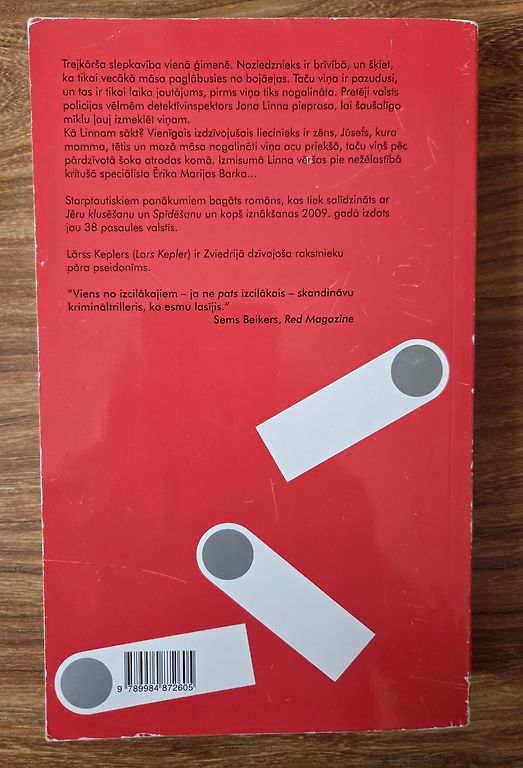 Trejkārša slepkavība vienā ģimenē. Noziedznieks ir brīvībā, un šķiet,
ka tikai vecākā māsa paglābusies no bojāejas. Taču viņa ir pazudusi,
un tas ir tikai laika jautājums, pirms viņa tiks nogalināta. Pretēji valsts
policijas vēlmēm detektīvinspektors Jona Linna pieprasa, lai šaušalīgo
mīklu ļauj izmeklēt viņam.
Kā Linnam sākt? Vienīgais izdzīvojušais liecinieks ir zēns, Jūsefs, kura
mamma, tētis un mazā māsa nogalināti viņa acu priekšā, taču viņš pēc
pārdzīvotā šoka atrodas komā. Izmisumā Linna vēršas pie nežēlastībā
kritušā speciālista Ērika Marijas Barka...
Starptautiskiem panākumiem bagāts romāns, kas tiek salīdzināts ar
Jēru klusēšanu un Spīdēšanu un kopš iznākšanas 2009. gadā izdots
jau 38 pasaules valstīs.
Lārss Keplers (Lars Kepler) ir Zviedrijā dzīvojoša rakstnieku
pāra pseidonīms.
“Viens no izcilākajiem – ja ne pats izcilākais – skandināvu
krimināltrilleris, ko esmu lasījis.”
Sems Beikers, Red Magazine
9 789984 872605